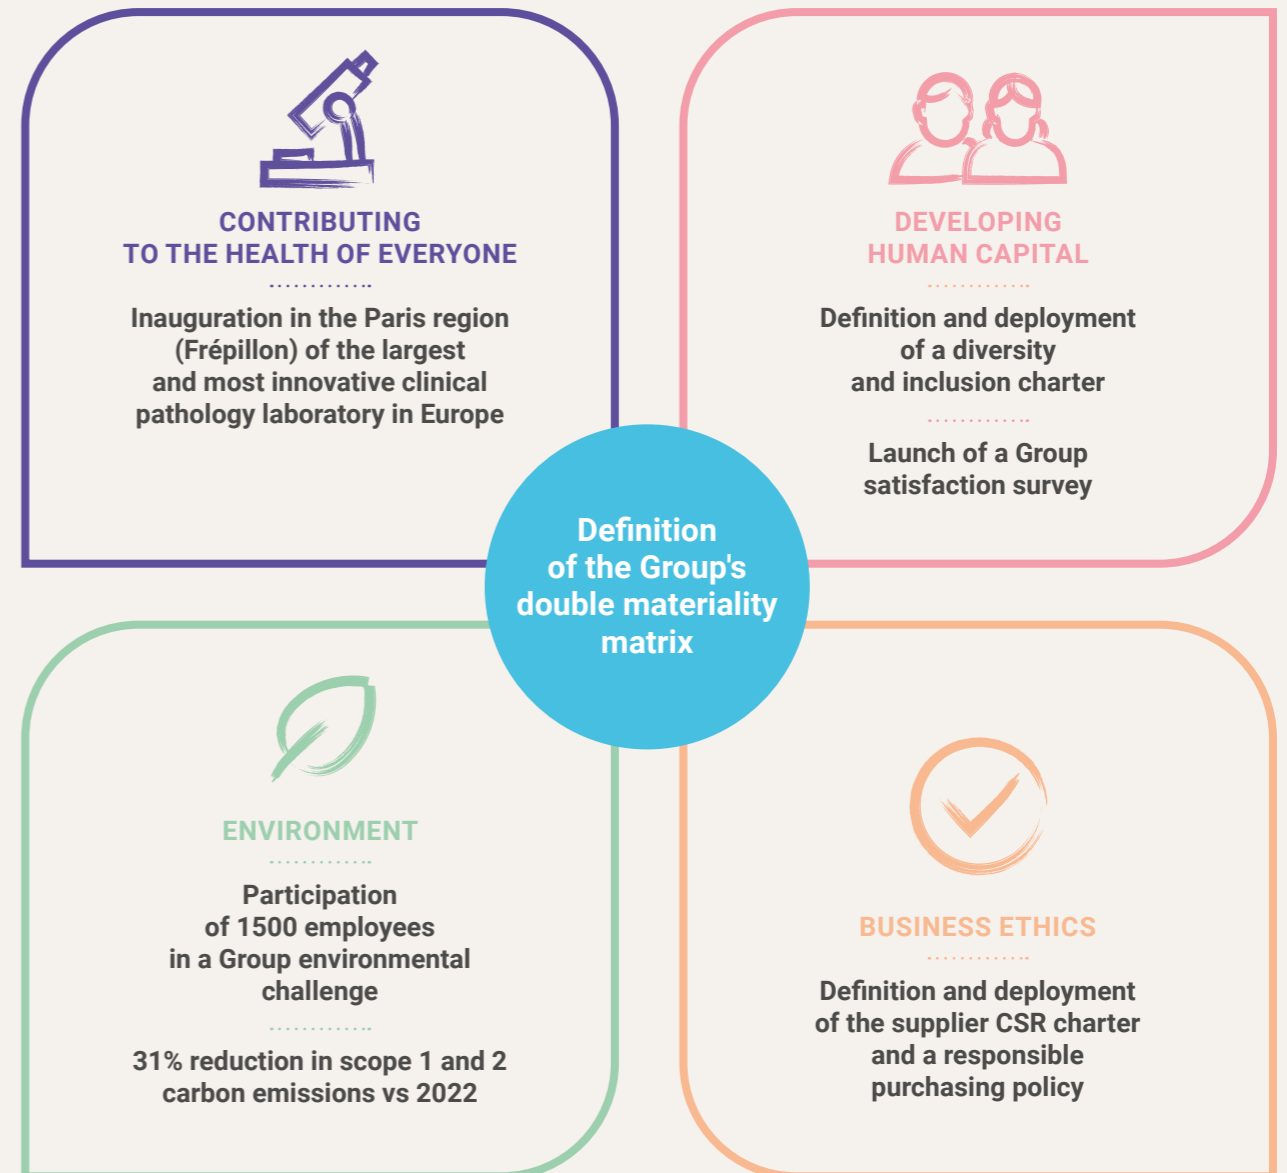 CONTRIBUTING
TO THE HEALTH OF EVERYONE
Inauguration in the Paris region
(Frépillon) of the largest
and most innovative clinical
pathology laboratory in Europe
DEVELOPING
HUMAN CAPITAL
Definition and deployment
of a diversity
and inclusion charter
Launch of a Group
satisfaction survey
Definition
of the Group's
double materiality
matrix
ENVIRONMENT
Participation
of 1500 employees
in a Group environmental
challenge
31% reduction in scope 1 and 2
carbon emissions vs 2022
BUSINESS ETHICS
Definition and deployment
of the supplier CSR charter
and a responsible
purchasing policy